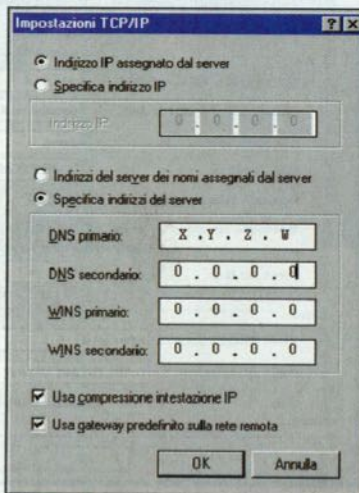 Impostazioni TCP/IP
Indirizzo IP assegnato dal server
Specifica indirizzo IP
Indirizzo IP: 0 . 0 . 0 . 0
Indirizzi del server dei nomi assegnati dal server
Specifica indirizzi del server
DNS primario: X . Y . Z . W
DNS secondario: 0 . 0 . 0 . 0
WINS primario: 0 . 0 . 0 . 0
WINS secondario: 0 . 0 . 0 . 0
Usa compressione intestazione IP
Usa gateway predefinito sulla rete remota
OK Annulla